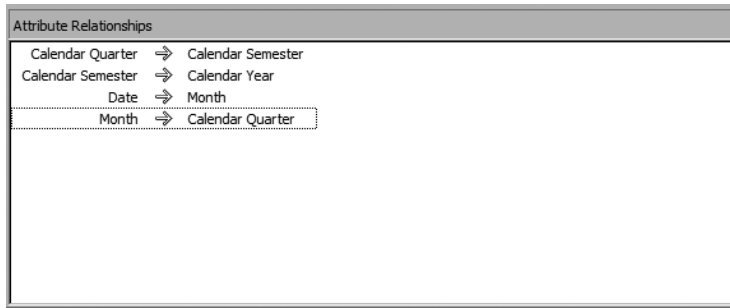 Attribute Relationships
Calendar Quarter ⇒ Calendar Semester
Calendar Semester ⇒ Calendar Year
Date ⇒ Month
Month ⇒ Calendar Quarter